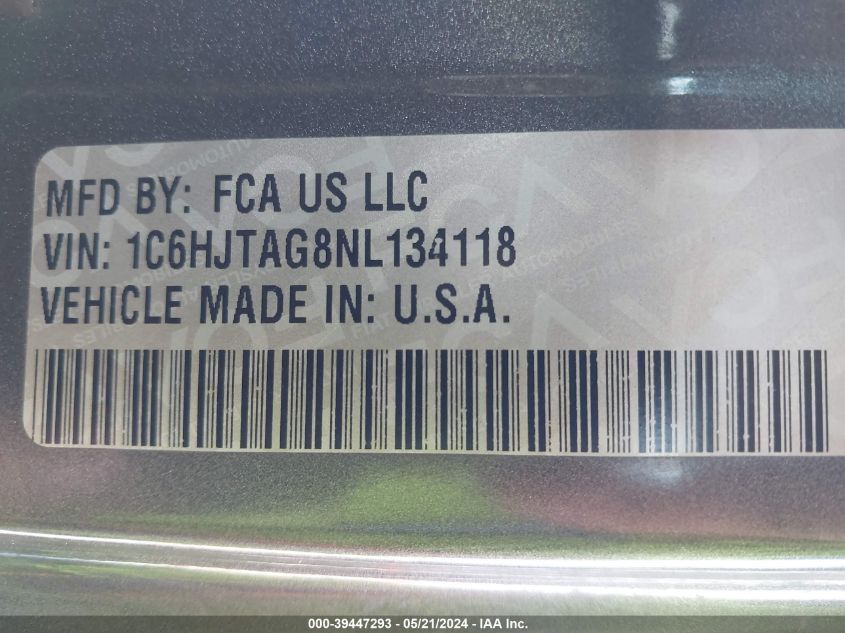 MFD BY: FCA US LLC
VIN: 1C6HJTAG8NL134118
VEHICLE MADE IN: U.S.A.
000-39447293 - 05/21/2024 - IAA Inc.